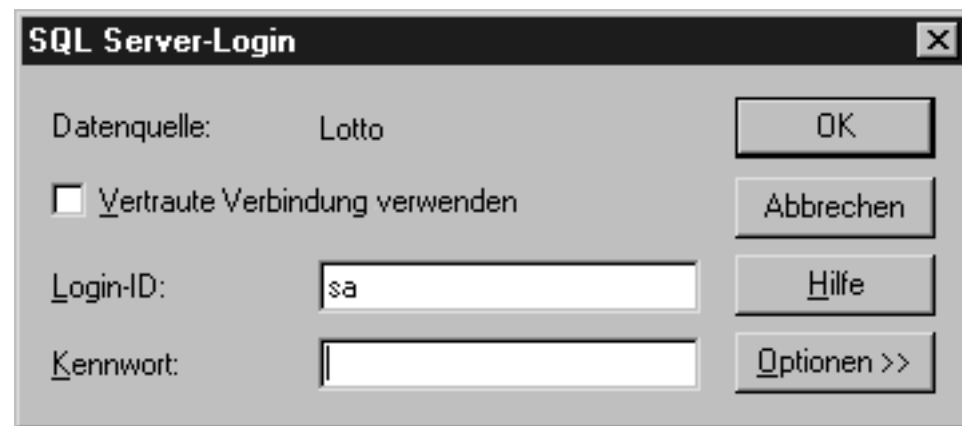 SQL Server-Login
Datenquelle: Lotto OK
Vertraute Verbindung verwenden Abbrechen
Login-ID: sa Hilfe
Kennwort: Optionen >>